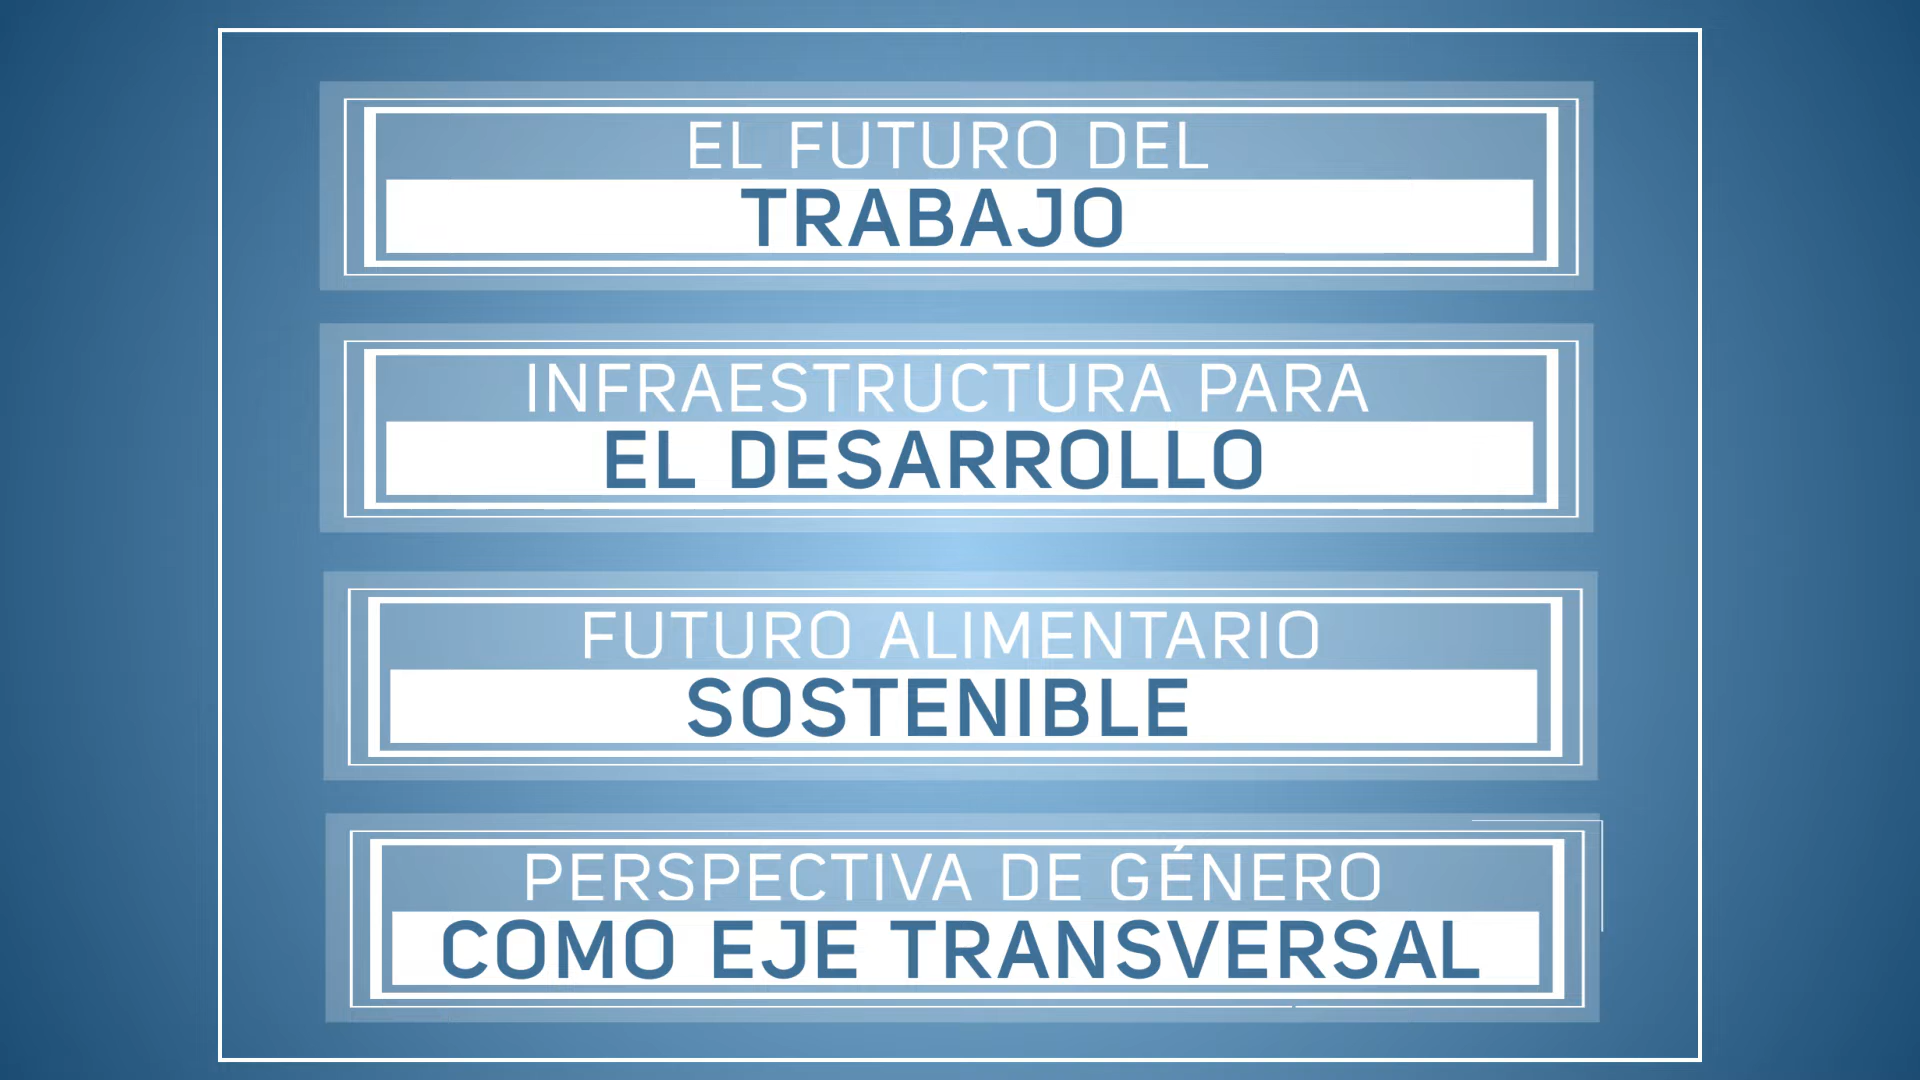 EL FUTURO DEL
TRABAJO
INFRAESTRUCTURA PARA
EL DESARROLLO
FUTURO ALIMENTARIO
SOSTENIBLE
PERSPECTIVA DE GÉNERO
COMO EJE TRANSVERSAL